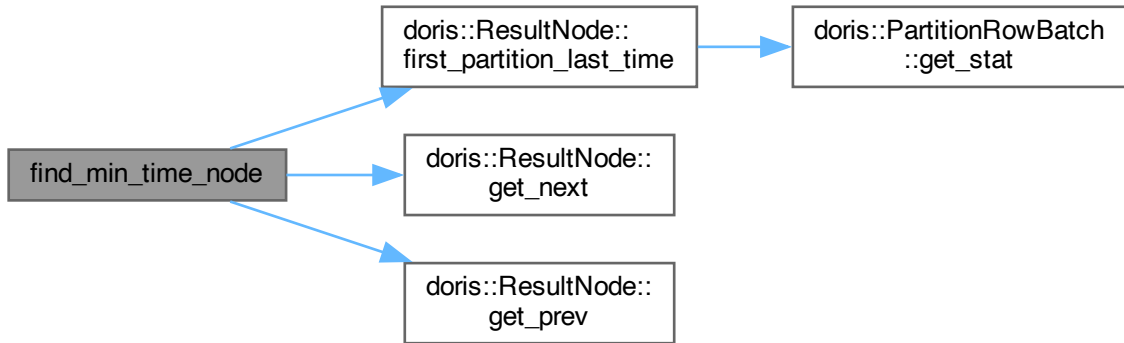 doris::ResultNode::
first_partition_last_time
doris::PartitionRowBatch
::get_stat
find_min_time_node
doris::ResultNode::
get_next
doris::ResultNode::
get_prev